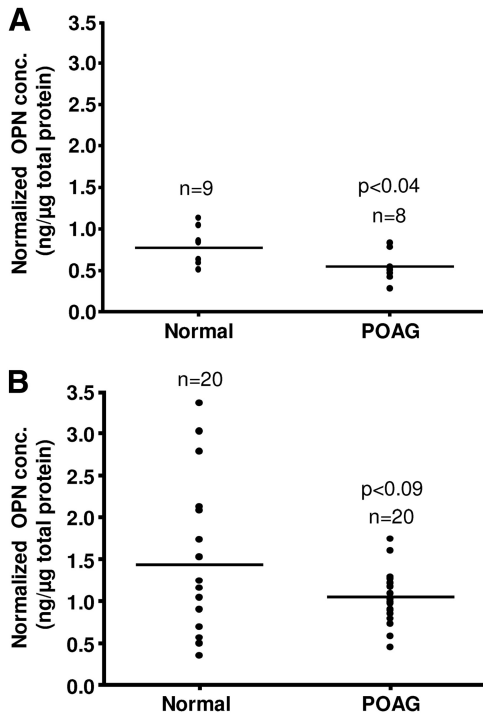 A
Normalized OPN conc.
(ng/µg total protein)
3.5
3.0
2.5
2.0
1.5
1.0
0.5
0.0
n=9
p<0.04
n=8
Normal
POAG
B
Normalized OPN conc.
(ng/µg total protein)
3.5
3.0
2.5
2.0
1.5
1.0
0.5
0.0
n=20
p<0.09
n=20
Normal
POAG